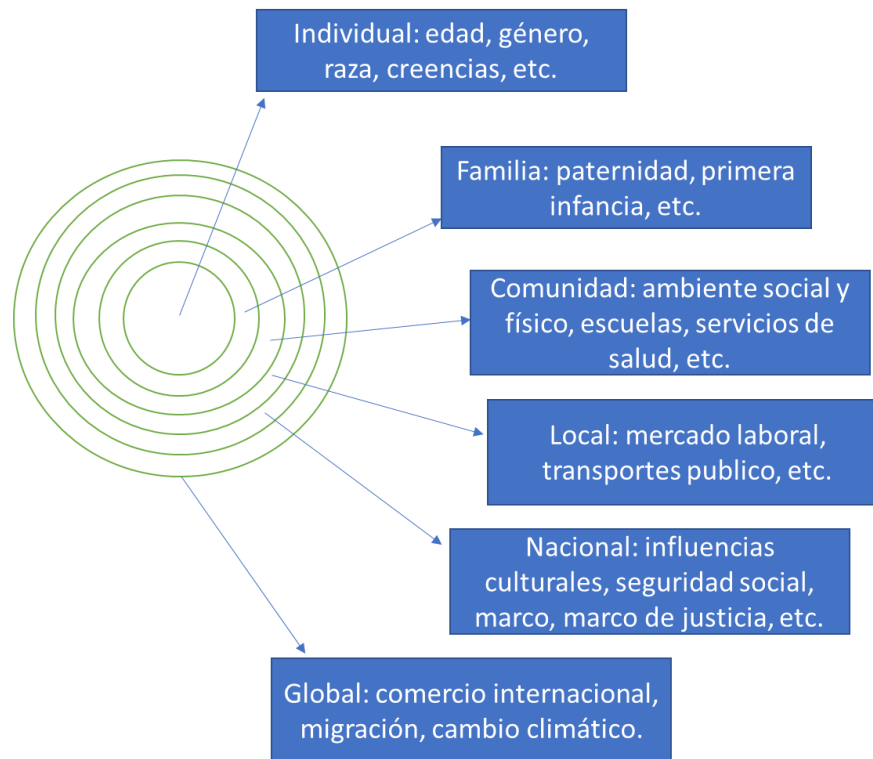 Individual: edad, género,
raza, creencias, etc.
Familia: paternidad, primera
infancia, etc.
Comunidad: ambiente social y
físico, escuelas, servicios de
salud, etc.
Local: mercado laboral,
transportes publico, etc.
Nacional: influencias
culturales, seguridad social,
marco, marco de justicia, etc.
Global: comercio internacional,
migración, cambio climático.